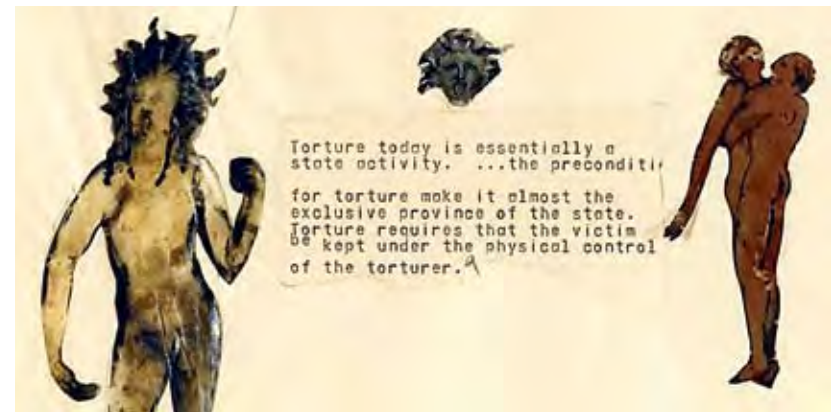 Torture today is essentially a
state activity. ...the preconditi
for torture make it almost the
exclusive province of the state.
Torture requires that the victim
be kept under the physical control
of the torturer.